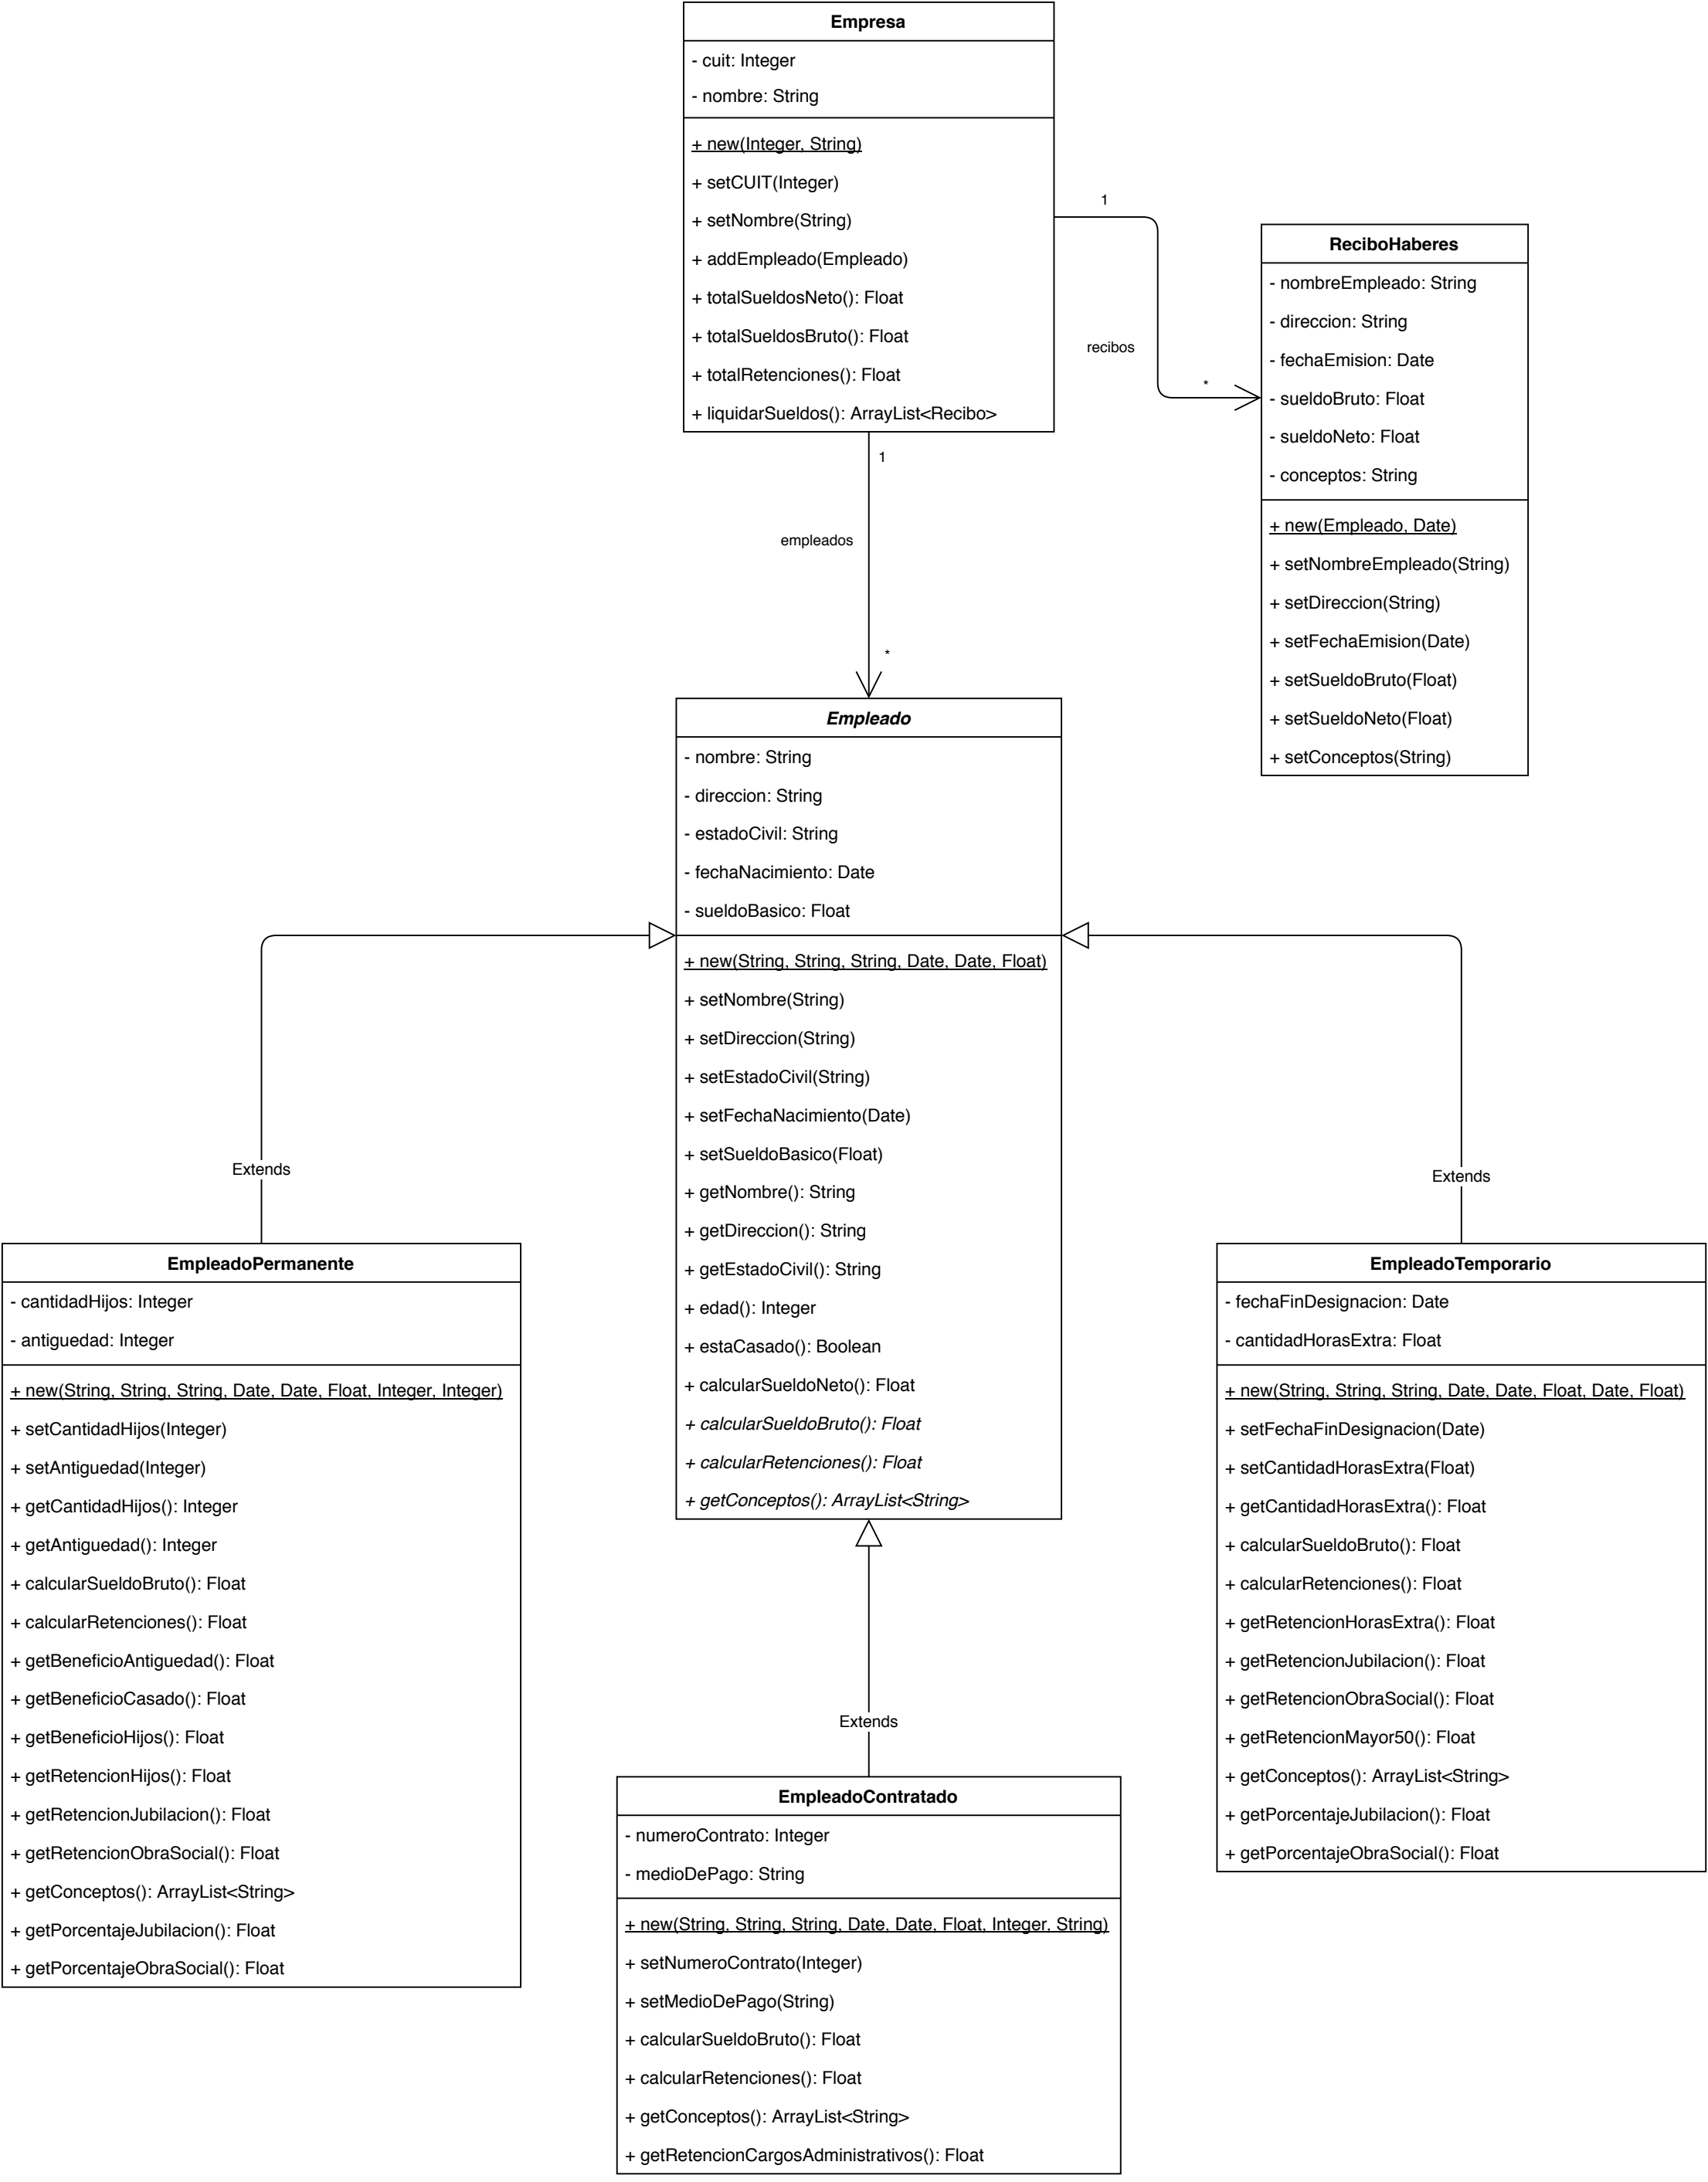 Empresa
- cuit: Integer
- nombre: String
+ new(Integer, String)
+ setCUIT(Integer)
+ setNombre(String)
+ addEmpleado(Empleado)
+ totalSueldosNeto(): Float
+ totalSueldosBruto(): Float
+ totalRetenciones(): Float
+ liquidarSueldos(): ArrayList<Recibo>
1
recibos
*
ReciboHaberes
- nombreEmpleado: String
- direccion: String
- fechaEmision: Date
- sueldoBruto: Float
- sueldoNeto: Float
- conceptos: String
+ new(Empleado, Date)
+ setNombreEmpleado(String)
+ setDireccion(String)
+ setFechaEmision(Date)
+ setSueldoBruto(Float)
+ setSueldoNeto(Float)
+ setConceptos(String)
1
empleados
*
Empleado
- nombre: String
- direccion: String
- estadoCivil: String
- fechaNacimiento: Date
- sueldoBasico: Float
+ new(String, String, String, Date, Date, Float)
+ setNombre(String)
+ setDireccion(String)
+ setEstadoCivil(String)
+ setFechaNacimiento(Date)
+ setSueldoBasico(Float)
+ getNombre(): String
+ getDireccion(): String
+ getEstadoCivil(): String
+ edad(): Integer
+ estaCasado(): Boolean
+ calcularSueldoNeto(): Float
+ calcularSueldoBruto(): Float
+ calcularRetenciones(): Float
+ getConceptos(): ArrayList<String>
Extends
EmpleadoPermanente
- cantidadHijos: Integer
- antiguedad: Integer
+ new(String, String, String, Date, Date, Float, Integer, Integer)
+ setCantidadHijos(Integer)
+ setAntiguedad(Integer)
+ getCantidadHijos(): Integer
+ getAntiguedad(): Integer
+ calcularSueldoBruto(): Float
+ calcularRetenciones(): Float
+ getBeneficioAntiguedad(): Float
+ getBeneficioCasado(): Float
+ getBeneficioHijos(): Float
+ getRetencionHijos(): Float
+ getRetencionJubilacion(): Float
+ getRetencionObraSocial(): Float
+ getConceptos(): ArrayList<String>
+ getPorcentajeJubilacion(): Float
+ getPorcentajeObraSocial(): Float
Extends
EmpleadoTemporario
- fechaFinDesignacion: Date
- cantidadHorasExtra: Float
+ new(String, String, String, Date, Date, Float, Date, Float)
+ setFechaFinDesignacion(Date)
+ setCantidadHorasExtra(Float)
+ getCantidadHorasExtra(): Float
+ calcularSueldoBruto(): Float
+ calcularRetenciones(): Float
+ getRetencionHorasExtra(): Float
+ getRetencionJubilacion(): Float
+ getRetencionObraSocial(): Float
+ getRetencionMayor50(): Float
+ getConceptos(): ArrayList<String>
+ getPorcentajeJubilacion(): Float
+ getPorcentajeObraSocial(): Float
Extends
EmpleadoContratado
- numeroContrato: Integer
- medioDePago: String
+ new(String, String, String, Date, Date, Float, Integer, String)
+ setNumeroContrato(Integer)
+ setMedioDePago(String)
+ calcularSueldoBruto(): Float
+ calcularRetenciones(): Float
+ getConceptos(): ArrayList<String>
+ getRetencionCargosAdministrativos(): Float